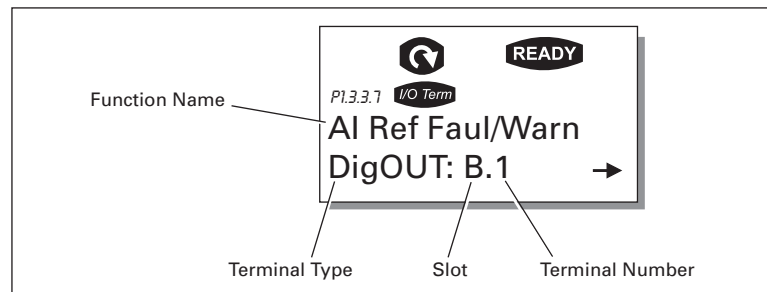 READY
P1.3.3.7 I/O Term
Function Name
AI Ref Faul/Warn
DigOUT: B.1
Terminal Type Slot Terminal Number